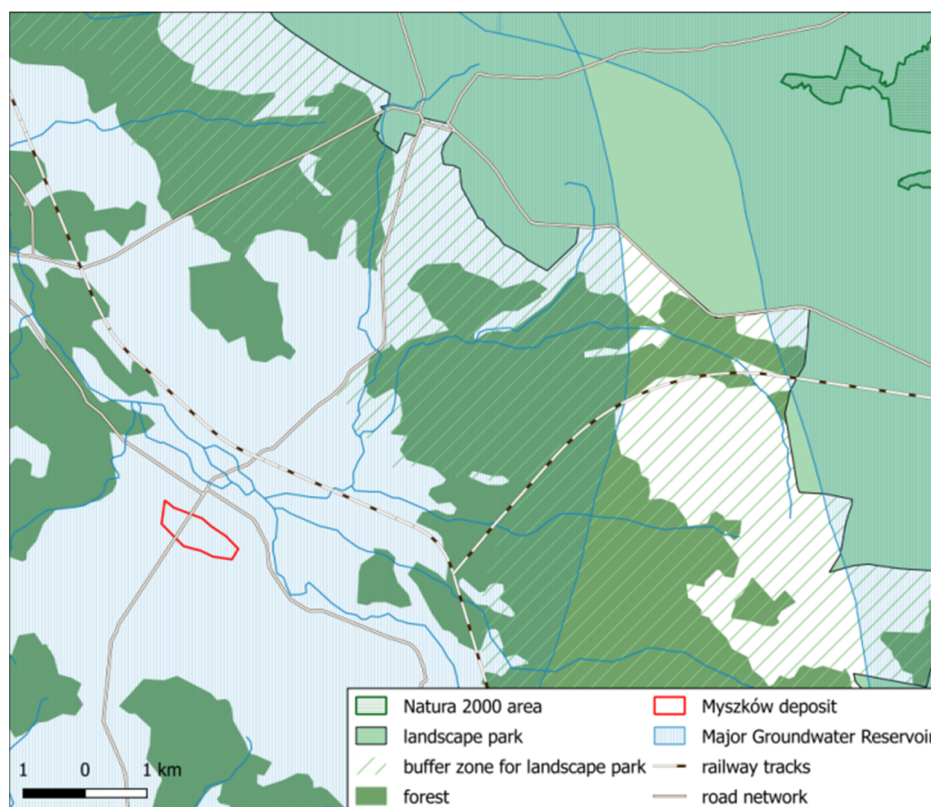 Natura 2000 area
landscape park
buffer zone for landscape park
forest
Myszków deposit
Major Groundwater Reservoir
railway tracks
road network
1 0 1 km